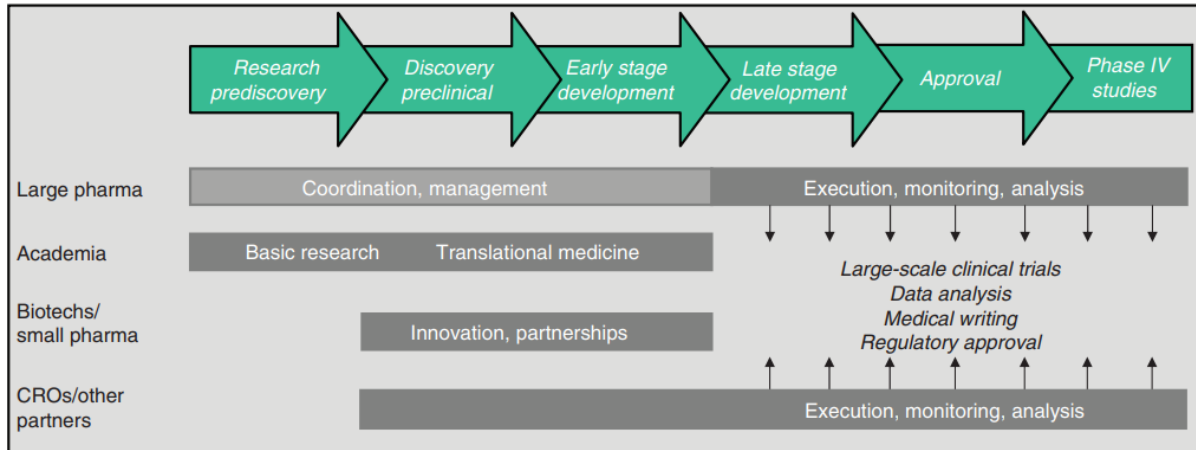 Research
prediscovery
Discovery
preclinical
Early stage
development
Late stage
development
Approval
Phase IV
studies
Large pharma
Coordination, management
Execution, monitoring, analysis
Academia
Basic research
Translational medicine
Large-scale clinical trials
Data analysis
Medical writing
Regulatory approval
Biotechs/
small pharma
Innovation, partnerships
CROs/other
partners
Execution, monitoring, analysis